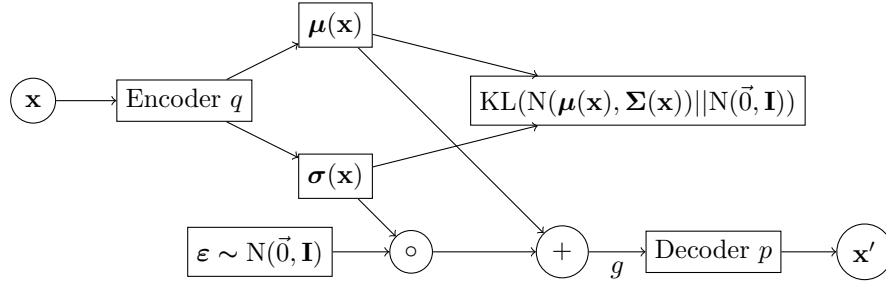 μ(x)
x
Encoder q
KL(N(μ(x), Σ(x))||N(0⃗, I))
σ(x)
ε ∼ N(0⃗, I)
∘
+
g
Decoder p
x′